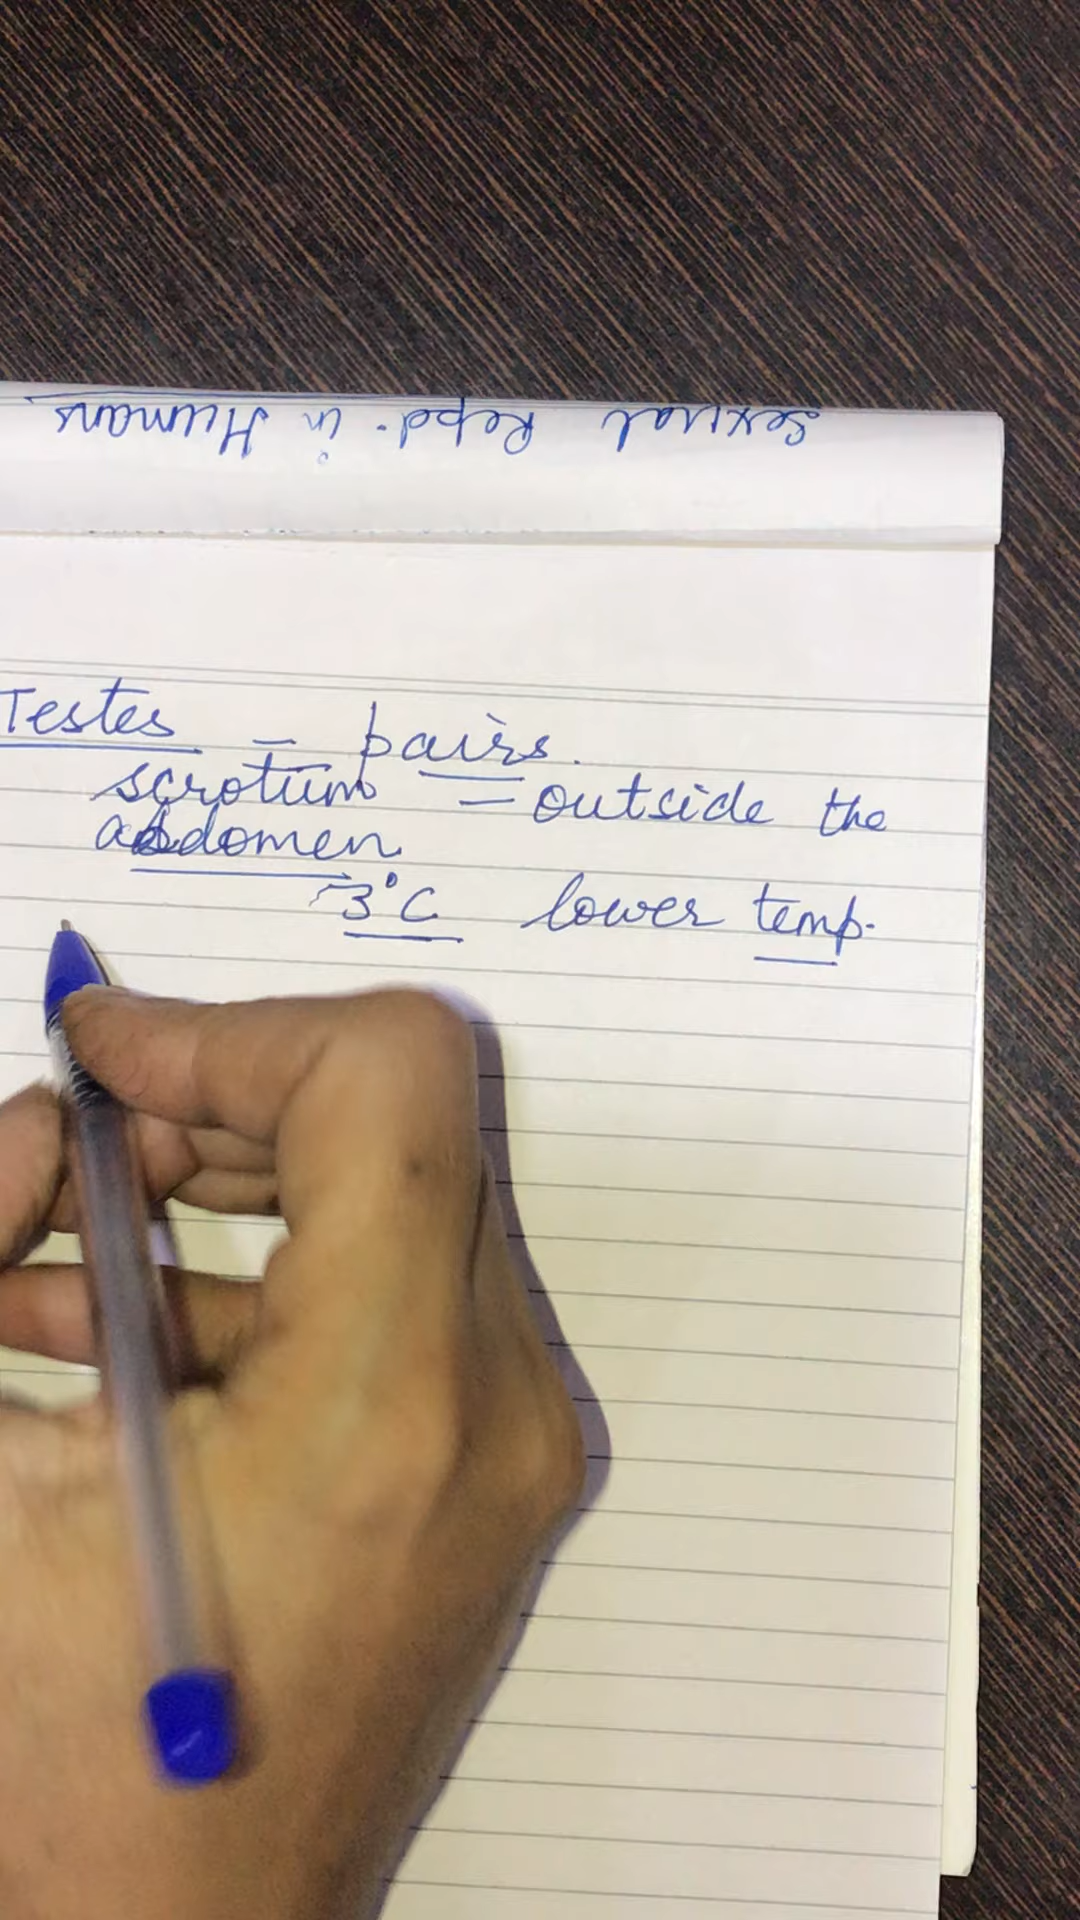 Sexual Repd. in Humans
Testes - pairs.
scrotum - outside the
abdomen
3°C lower temp.